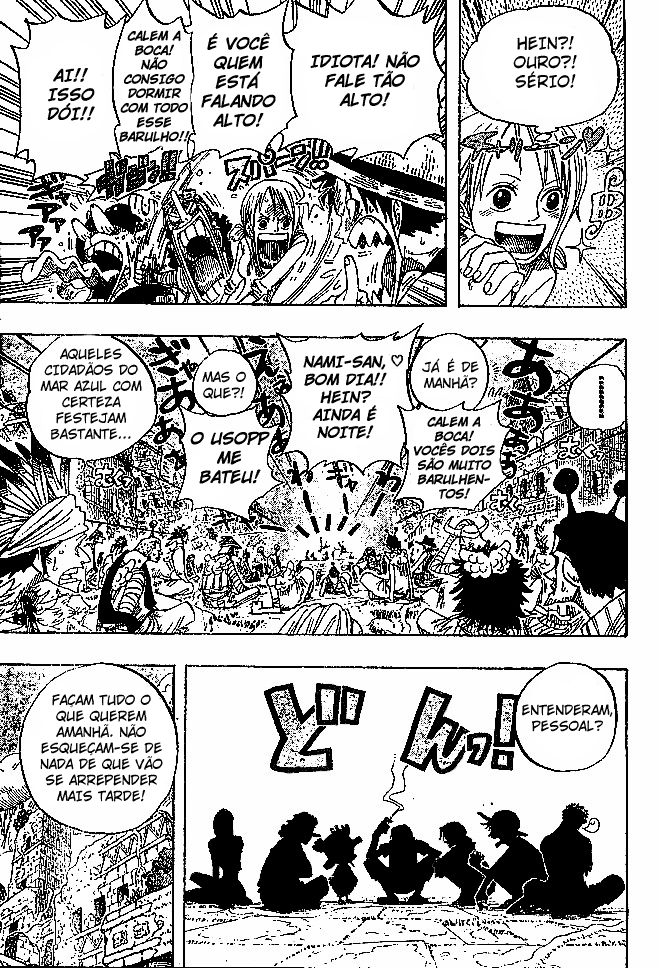 HEIN?!
OURO?!
SÉRIO!
IDIOTA! NÃO
FALE TÃO
ALTO!
É VOCÊ
QUEM
ESTÁ
FALANDO
ALTO!
CALEM A
BOCA!
NÃO
CONSIGO
DORMIR
COM TODO
ESSE
BARULHO!!
AI!!
ISSO
DÓI!!
..........
JÁ É DE
MANHÃ?
CALEM A
BOCA!
VOCÊS DOIS
SÃO MUITO
BARULHEN-
TOS!
NAMI-SAN, ♡
BOM DIA!!
HEIN?
AINDA É
NOITE!
MAS O
QUE?!
O USOPP
ME
BATEU!
AQUELES
CIDADÃOS DO
MAR AZUL COM
CERTEZA
FESTEJAM
BASTANTE...
ENTENDERAM,
PESSOAL?
どんっ!
FAÇAM TUDO O
QUE QUEREM
AMANHÃ. NÃO
ESQUEÇAM-SE DE
NADA DE QUE VÃO
SE ARREPENDER
MAIS TARDE!